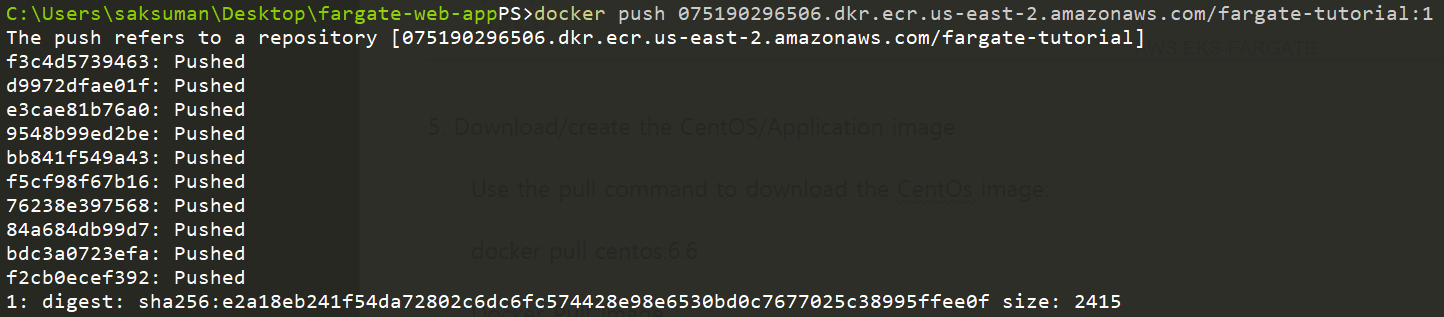 C:\Users\saksuman\Desktop\fargate-web-appPS>docker push 075190296506.dkr.ecr.us-east-2.amazonaws.com/fargate-tutorial:1
The push refers to a repository [075190296506.dkr.ecr.us-east-2.amazonaws.com/fargate-tutorial]
WS EKS FARGATE
f3c4d5739463: Pushed
d9972dfae01f: Pushed
e3cae81b76a0: Pushed
5. Download/create the CentOS/Application image
9548b99ed2be: Pushed
bb841f549a43: Pushed
f5cf98f67b16: Pushed
Use the pull command to download the CentOs image:
76238e397568: Pushed
84a684db99d7: Pushed
bdc3a0723efa: Pushed
docker pull centos:6.6
f2cb0ecef392: Pushed
1: digest: sha256:e2a18eb241f54da72802c6dc6fc574428e98e6530bd0c7677025c38995ffee0f size: 2415